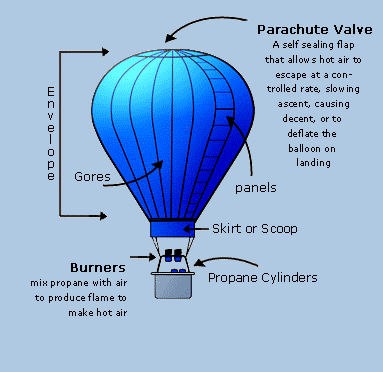 Parachute Valve
A self sealing flap
that allows hot air to
escape at a con-
trolled rate, slowing
ascent, causing
decent, or to
deflate the
balloon on
landing
Envelope
Gores
panels
Skirt or Scoop
Burners
mix propane with air
to produce flame to
make hot air
Propane Cylinders